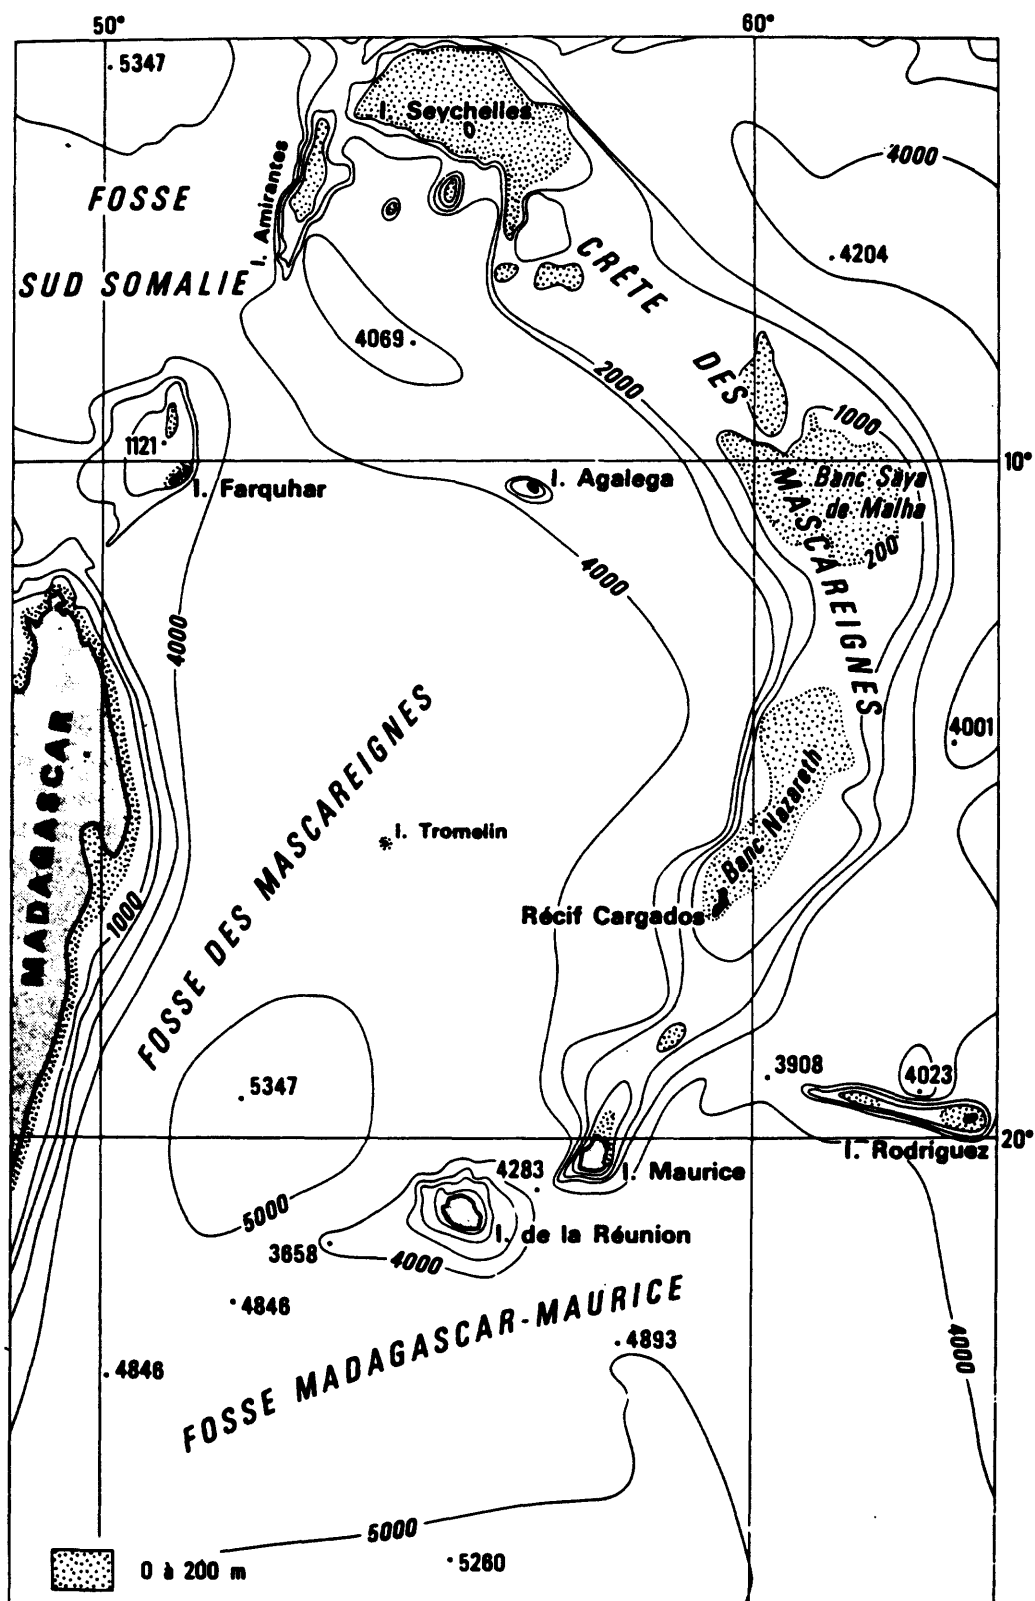 50°
60°
5347
I. Seychelles
4000
I. Amirantes
FOSSE
SUD SOMALIE
4204
CRÊTE
DES
MASCAREIGNES
4069
2000
1000
1121
10°
I. Farquhar
I. Agalega
Banc Saya
de Malha
200
4000
4000
MADAGASCAR
4001
FOSSE DES MASCAREIGNES
I. Tromelin
Banc Nazareth
1000
Récif Cargados
5347
3908
4023
20°
I. Rodriguez
4283
I. Maurice
5000
I. de la Réunion
3658
4000
4846
FOSSE MADAGASCAR-MAURICE
4893
4000
4846
5000
5260
0 à 200 m